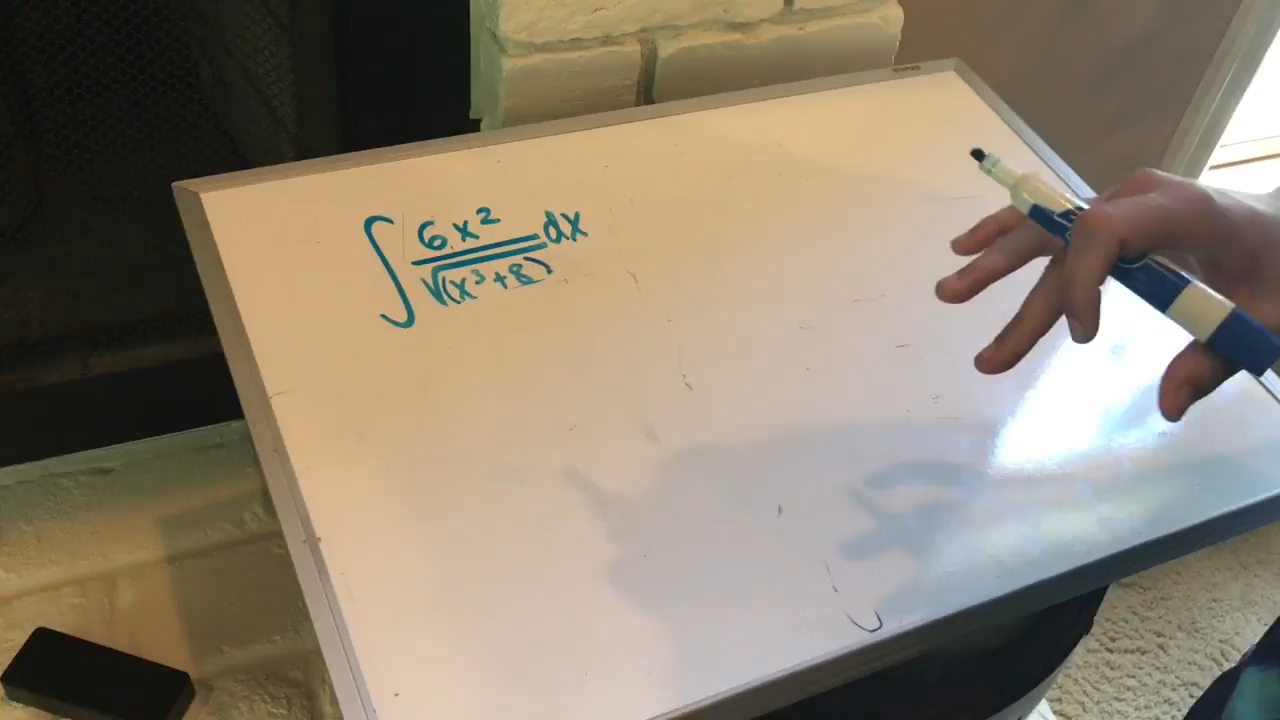 ∫ 6x² / √(x³+8) dx